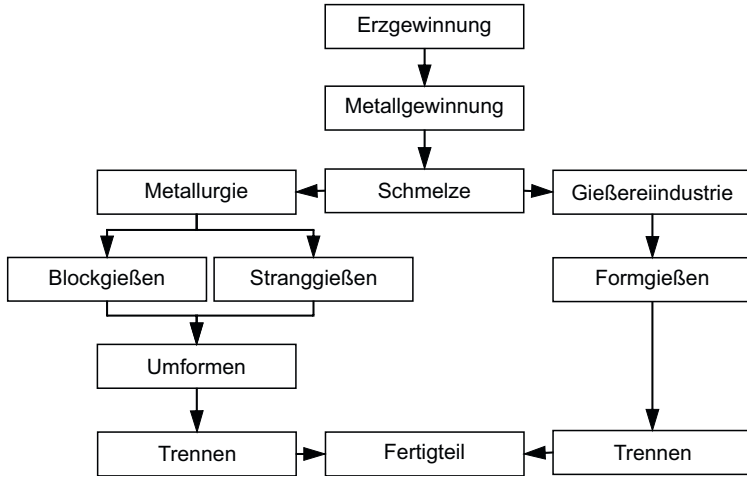 Erzgewinnung
Metallgewinnung
Metallurgie
Schmelze
Gießereiindustrie
Blockgießen
Stranggießen
Formgießen
Umformen
Trennen
Fertigteil
Trennen